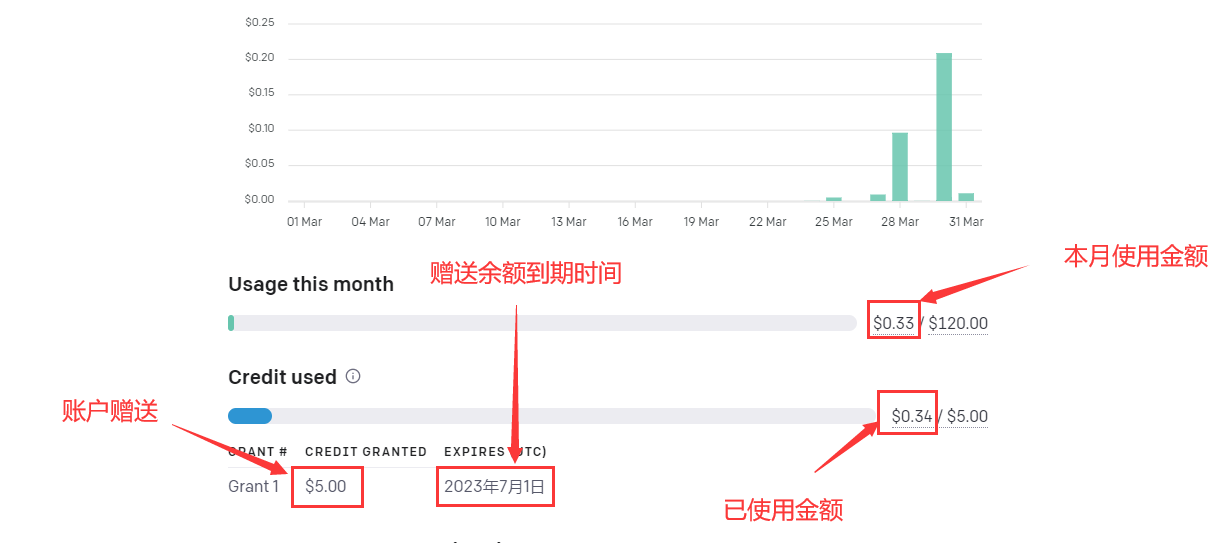 $0.25
$0.20
$0.15
$0.10
$0.05
$0.00
01 Mar 04 Mar 07 Mar 10 Mar 13 Mar 16 Mar 19 Mar 22 Mar 25 Mar 28 Mar 31 Mar
本月使用金额
赠送余额到期时间
Usage this month
$0.33 / $120.00
Credit used
账户赠送
$0.34 / $5.00
GRANT # CREDIT GRANTED EXPIRES (UTC)
Grant 1 $5.00 2023年7月1日
已使用金额